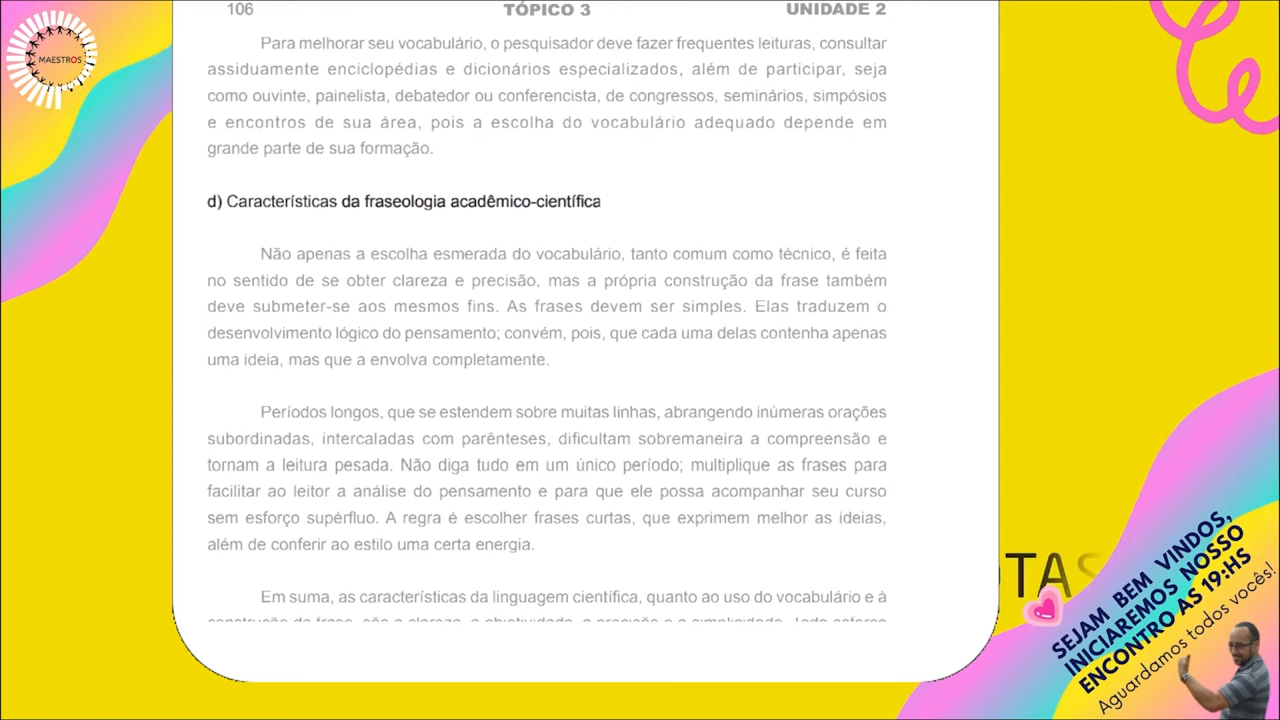 106 TÓPICO 3 UNIDADE 2
MAESTROS
Para melhorar seu vocabulário, o pesquisador deve fazer frequentes leituras, consultar
assiduamente enciclopédias e dicionários especializados, além de participar, seja
como ouvinte, painelista, debatedor ou conferencista, de congressos, seminários, simpósios
e encontros de sua área, pois a escolha do vocabulário adequado depende em
grande parte de sua formação.
d) Características da fraseologia acadêmico-científica
Não apenas a escolha esmerada do vocabulário, tanto comum como técnico, é feita
no sentido de se obter clareza e precisão, mas a própria construção da frase também
deve submeter-se aos mesmos fins. As frases devem ser simples. Elas traduzem o
desenvolvimento lógico do pensamento; convém, pois, que cada uma delas contenha apenas
uma ideia, mas que a envolva completamente.
Períodos longos, que se estendem sobre muitas linhas, abrangendo inúmeras orações
subordinadas, intercaladas com parênteses, dificultam sobremaneira a compreensão e
tornam a leitura pesada. Não diga tudo em um único período; multiplique as frases para
facilitar ao leitor a análise do pensamento e para que ele possa acompanhar seu curso
sem esforço supérfluo. A regra é escolher frases curtas, que exprimem melhor as ideias,
além de conferir ao estilo uma certa energia.
Em suma, as características da linguagem científica, quanto ao uso do vocabulário e à
SEJAM BEM VINDOS,
INICIAREMOS NOSSO
ENCONTRO AS 19:HS
Aguardamos todos vocês!